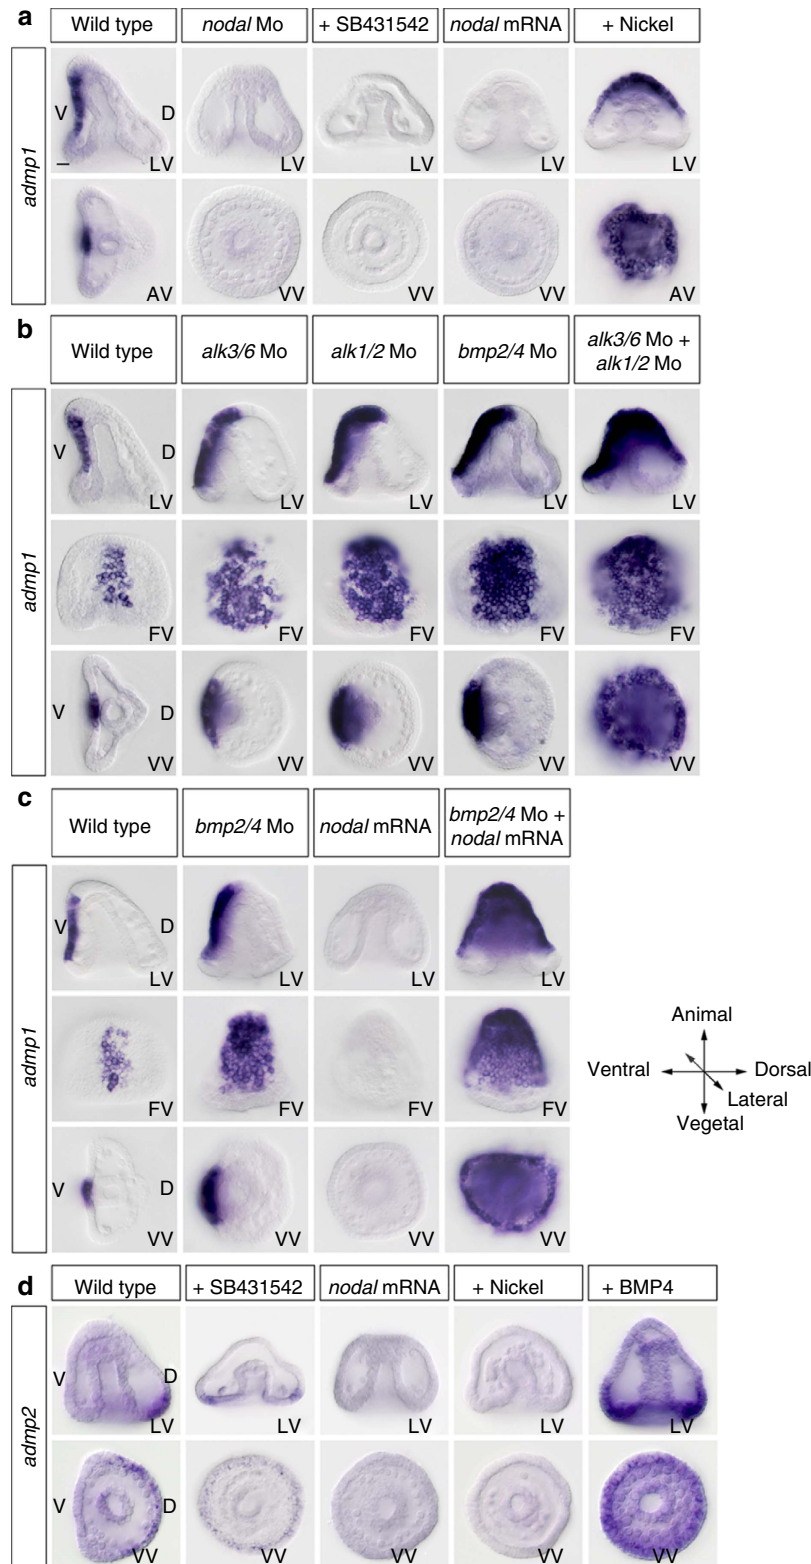 a
Wild type
nodal Mo
+ SB431542
nodal mRNA
+ Nickel
admp1
V
D
LV
LV
LV
LV
LV
AV
VV
VV
VV
AV
b
Wild type
alk3/6 Mo
alk1/2 Mo
bmp2/4 Mo
alk3/6 Mo +
alk1/2 Mo
admp1
V
D
LV
LV
LV
LV
LV
FV
FV
FV
FV
FV
V
D
VV
VV
VV
VV
VV
c
Wild type
bmp2/4 Mo
nodal mRNA
bmp2/4 Mo +
nodal mRNA
admp1
V
D
LV
LV
LV
LV
FV
FV
FV
FV
V
D
VV
VV
VV
VV
Animal
Ventral
Dorsal
Lateral
Vegetal
d
Wild type
+ SB431542
nodal mRNA
+ Nickel
+ BMP4
admp2
V
D
LV
LV
LV
LV
LV
V
D
VV
VV
VV
VV
VV